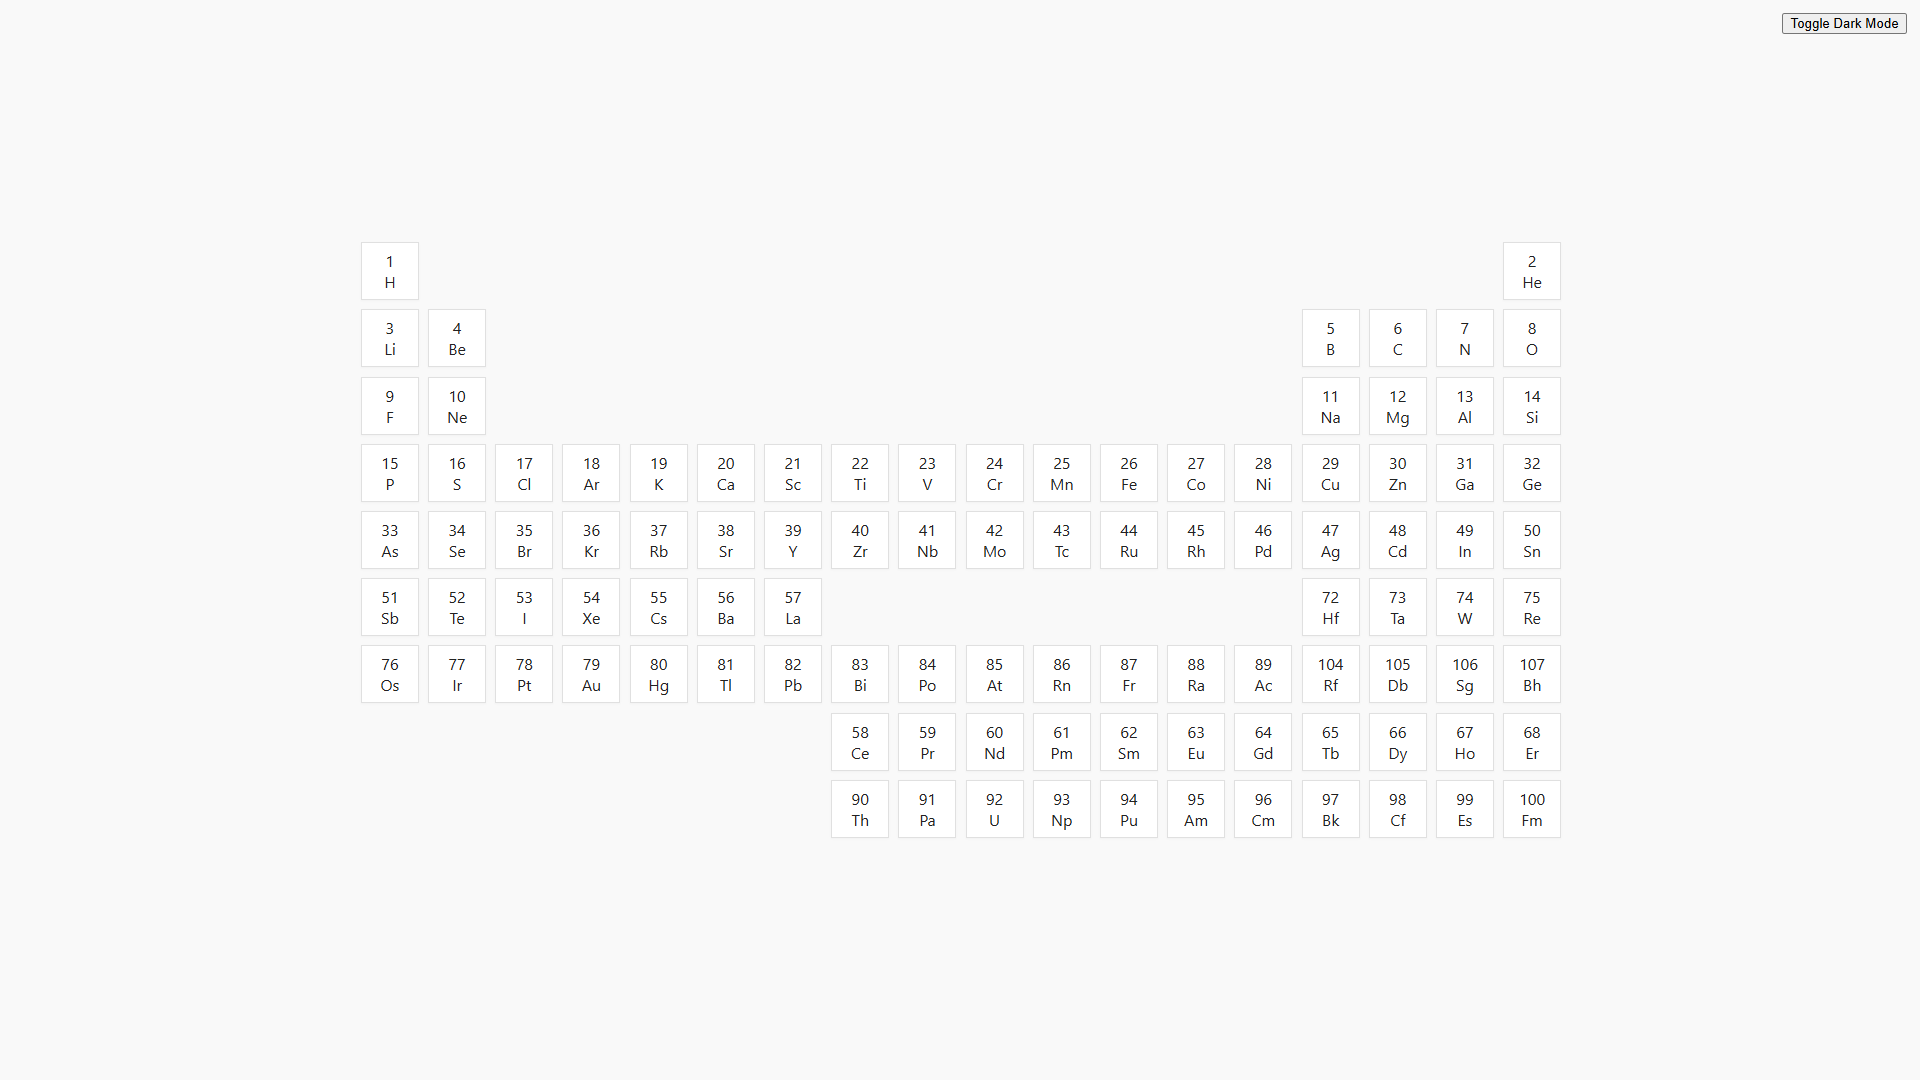 Toggle Dark Mode
1 2
H He
3 4 5 6 7 8
Li Be B C N O
9 10 11 12 13 14
F Ne Na Mg Al Si
15 16 17 18 19 20 21 22 23 24 25 26 27 28 29 30 31 32
P S Cl Ar K Ca Sc Ti V Cr Mn Fe Co Ni Cu Zn Ga Ge
33 34 35 36 37 38 39 40 41 42 43 44 45 46 47 48 49 50
As Se Br Kr Rb Sr Y Zr Nb Mo Tc Ru Rh Pd Ag Cd In Sn
51 52 53 54 55 56 57 72 73 74 75
Sb Te I Xe Cs Ba La Hf Ta W Re
76 77 78 79 80 81 82 83 84 85 86 87 88 89 104 105 106 107
Os Ir Pt Au Hg Tl Pb Bi Po At Rn Fr Ra Ac Rf Db Sg Bh
58 59 60 61 62 63 64 65 66 67 68
Ce Pr Nd Pm Sm Eu Gd Tb Dy Ho Er
90 91 92 93 94 95 96 97 98 99 100
Th Pa U Np Pu Am Cm Bk Cf Es Fm